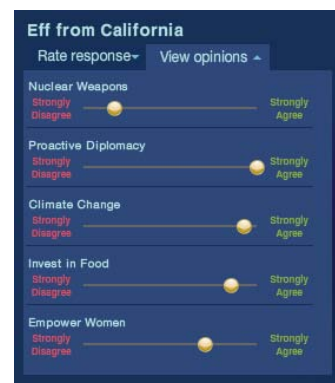 Eff from California
Rate response View opinions
Nuclear Weapons
Strongly Disagree Strongly Agree
Proactive Diplomacy
Strongly Disagree Strongly Agree
Climate Change
Strongly Disagree Strongly Agree
Invest in Food
Strongly Disagree Strongly Agree
Empower Women
Strongly Disagree Strongly Agree